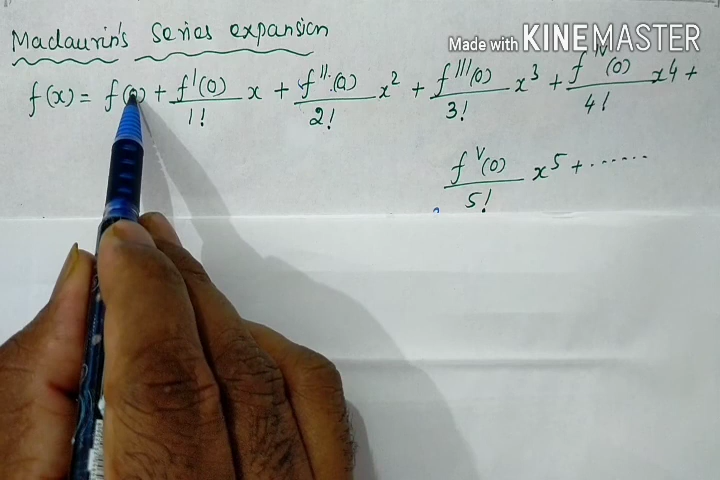 Maclaurin's series expansion
Made with KINEMASTER
f(x) = f(0) + f'(0)/1! x + f''(0)/2! x² + f'''(0)/3! x³ + f^IV(0)/4! x⁴ +
f^V(0)/5! x⁵ + ......